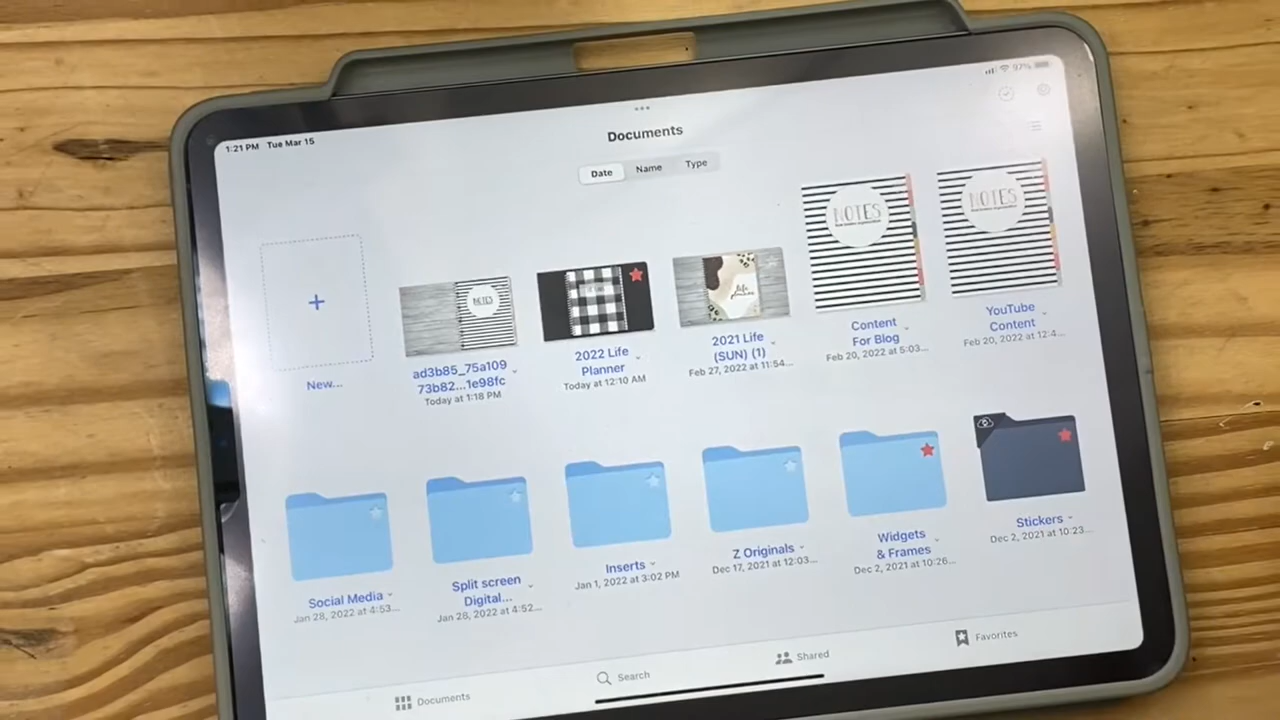 1:21 PM Tue Mar 15
97%
Documents
Date Name Type
New...
NOTES
ad3b85_75a109
73b82...1e98fc
Today at 1:18 PM
2022 Life
Planner
Today at 12:10 AM
life
planner
2021 Life
(SUN) (1)
Feb 27, 2022 at 11:54...
NOTES
Content
For Blog
Feb 20, 2022 at 5:03...
NOTES
YouTube
Content
Feb 20, 2022 at 12:4...
Social Media
Jan 28, 2022 at 4:53...
Split screen
Digital...
Jan 28, 2022 at 4:52...
Inserts
Jan 1, 2022 at 3:02 PM
Z Originals
Dec 17, 2021 at 12:03...
Widgets
& Frames
Dec 2, 2021 at 10:26...
Stickers
Dec 2, 2021 at 10:23...
Documents
Search
Shared
Favorites